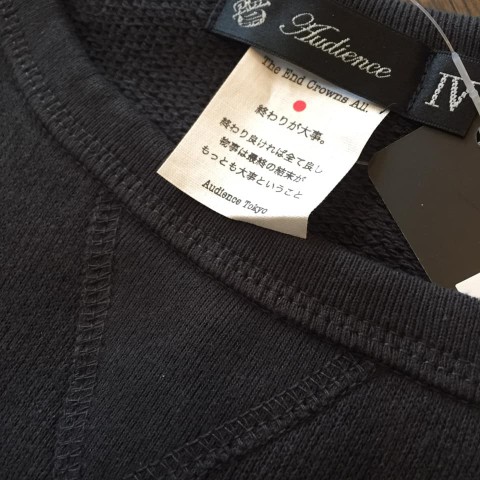 Audience
IV
The End Crowns All.
終わりが大事。
終わり良ければ全て良し
物事は最終の結末が
もっとも大事ということ
Audience Tokyo